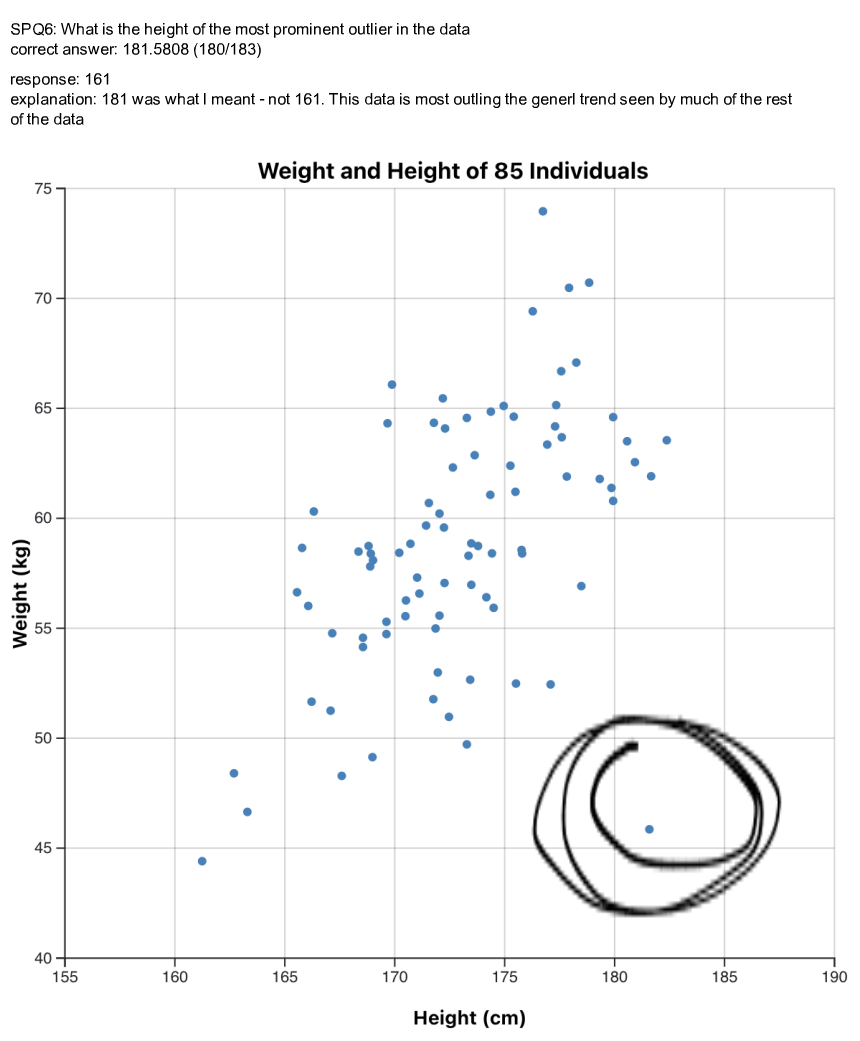 SPQ6: What is the height of the most prominent outlier in the data
correct answer: 181.5808 (180/183)
response: 161
explanation: 181 was what I meant - not 161. This data is most outling the generl trend seen by much of the rest
of the data
Weight and Height of 85 Individuals
75
70
65
60
55
50
45
40
Weight (kg)
155 160 165 170 175 180 185 190
Height (cm)